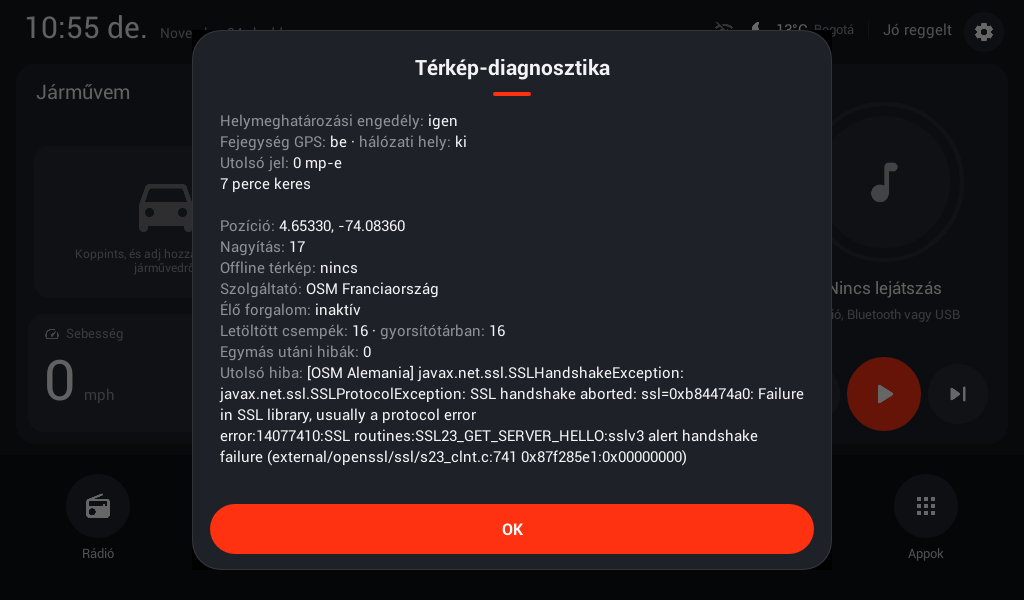 10:55 de.
13°C Bogotá
Jó reggelt
Térkép-diagnosztika
Járművem
Helymeghatározási engedély: igen
Fejegység GPS: be · hálózati hely: ki
Utolsó jel: 0 mp-e
7 perce keres
Pozíció: 4.65330, -74.08360
Nagyítás: 17
Offline térkép: nincs
Szolgáltató: OSM Franciaország
Élő forgalom: inaktív
Letöltött csempék: 16 · gyorsítótárban: 16
Egymás utáni hibák: 0
Utolsó hiba: [OSM Alemania] javax.net.ssl.SSLHandshakeException:
javax.net.ssl.SSLProtocolException: SSL handshake aborted: ssl=0xb84474a0: Failure
in SSL library, usually a protocol error
error:14077410:SSL routines:SSL23_GET_SERVER_HELLO:sslv3 alert handshake
failure (external/openssl/ssl/s23_clnt.c:741 0x87f285e1:0x00000000)
OK
Koppints, és adj
Sebesség
0 mph
Nincs lejátszás
Bluetooth vagy USB
Rádió
Appok